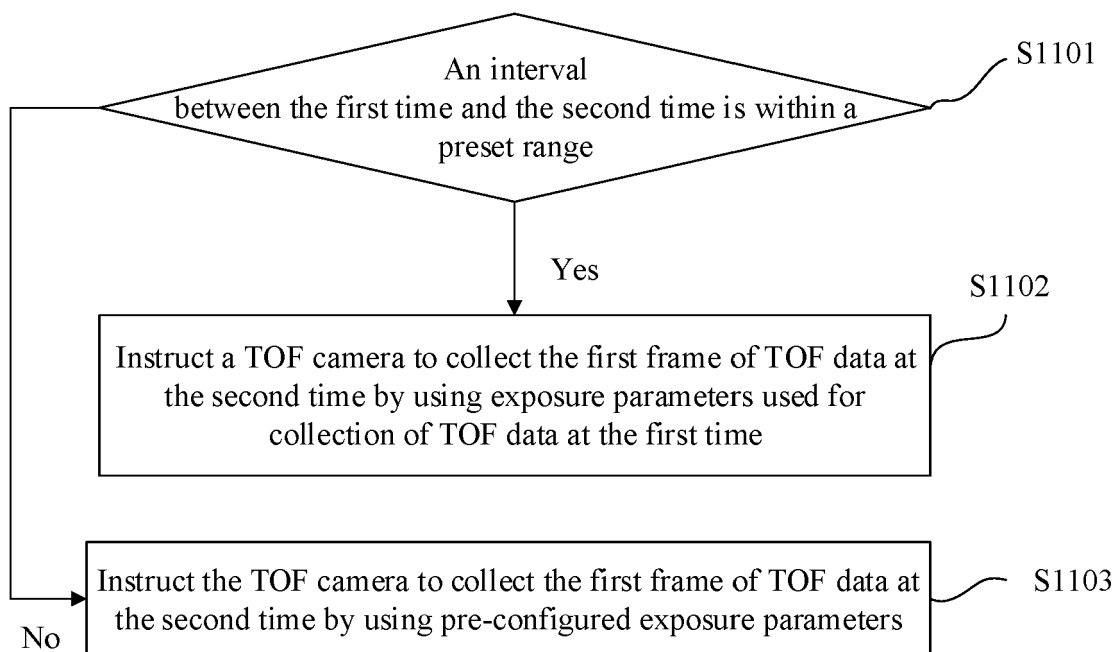 An interval
between the first time and the second time is within a
preset range
S1101
Yes
S1102
Instruct a TOF camera to collect the first frame of TOF data at
the second time by using exposure parameters used for
collection of TOF data at the first time
Instruct the TOF camera to collect the first frame of TOF data at
the second time by using pre-configured exposure parameters
S1103
No